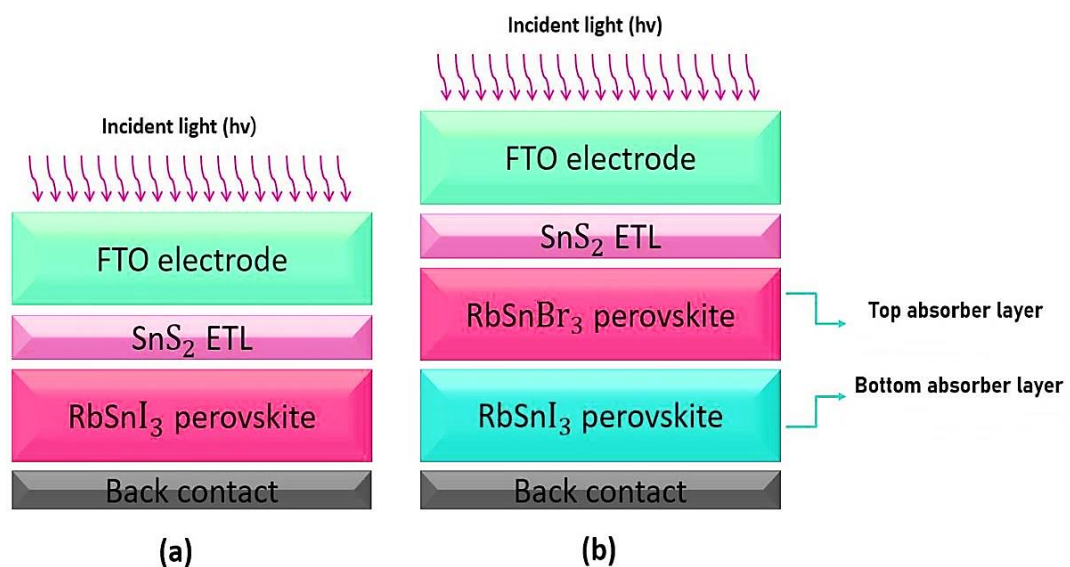 Incident light (hv)
FTO electrode
SnS₂ ETL
RbSnI₃ perovskite
Back contact
(a)
Incident light (hv)
FTO electrode
SnS₂ ETL
RbSnBr₃ perovskite
RbSnI₃ perovskite
Back contact
(b)
Top absorber layer
Bottom absorber layer